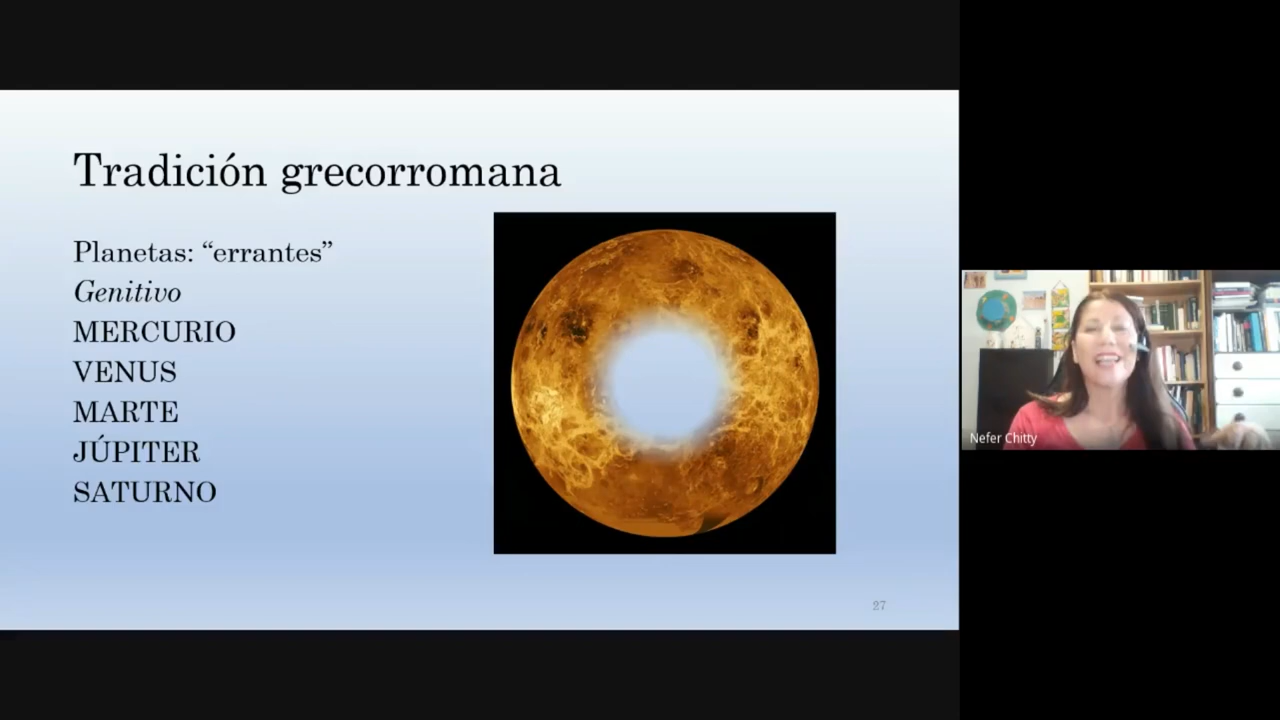 Tradición grecorromana
Planetas: “errantes”
Genitivo
MERCURIO
VENUS
MARTE
JÚPITER
SATURNO
27
Nefer Chitty